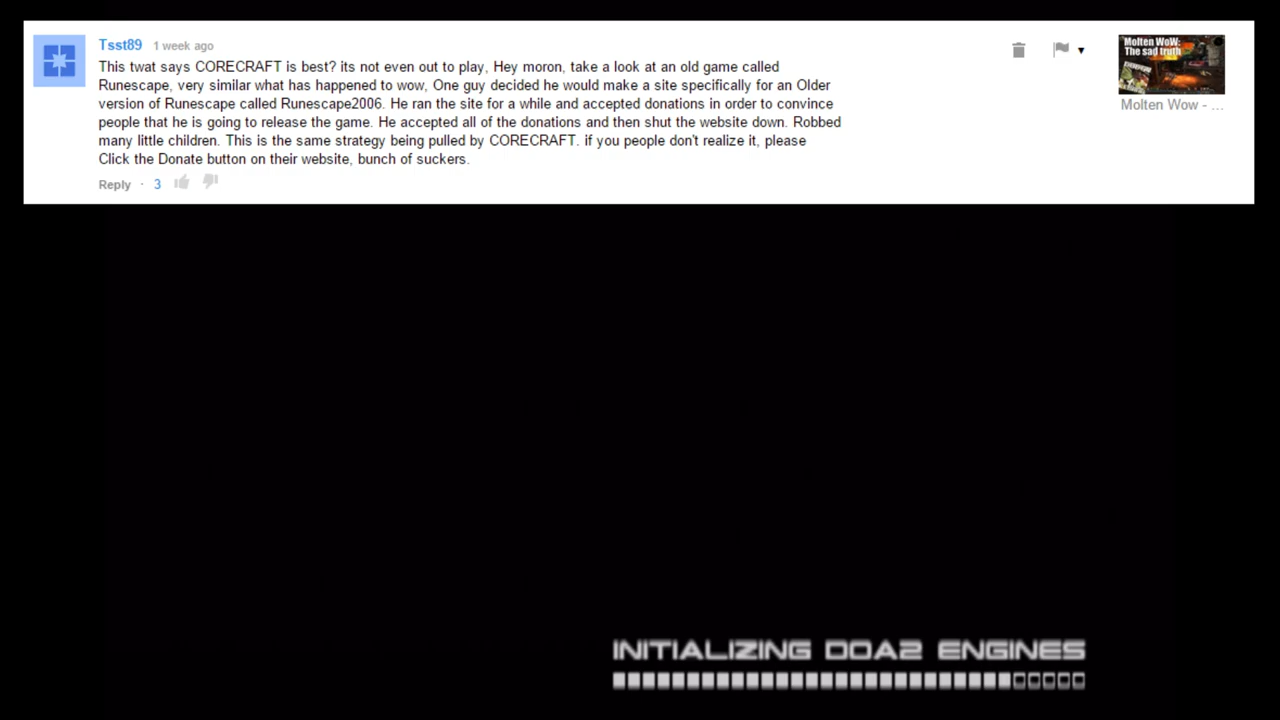 Tsst89 1 week ago
This twat says CORECRAFT is best? its not even out to play, Hey moron, take a look at an old game called
Runescape, very similar what has happened to wow, One guy decided he would make a site specifically for an Older
version of Runescape called Runescape2006. He ran the site for a while and accepted donations in order to convince
people that he is going to release the game. He accepted all of the donations and then shut the website down. Robbed
many little children. This is the same strategy being pulled by CORECRAFT. if you people don't realize it, please
Click the Donate button on their website, bunch of suckers.
Reply · 3
Molten WoW:
The sad truth
Molten Wow - ...
INITIALIZING DOA2 ENGINES